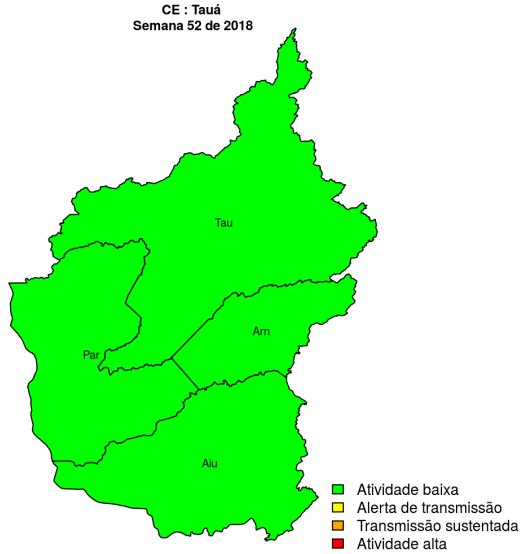 CE : Tauá
Semana 52 de 2018
Tau
Arn
Par
Aiu
Atividade baixa
Alerta de transmissão
Transmissão sustentada
Atividade alta